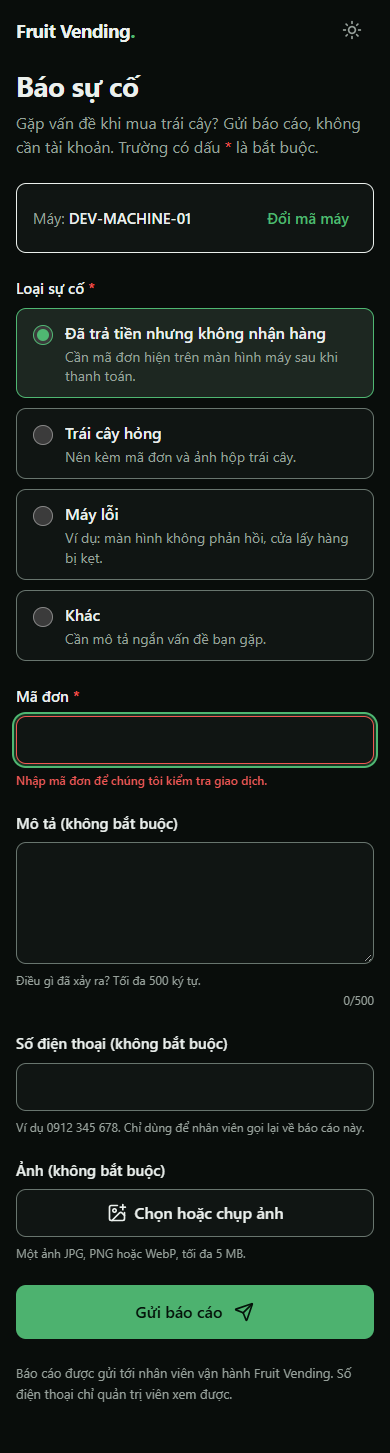 Fruit Vending.
Báo sự cố
Gặp vấn đề khi mua trái cây? Gửi báo cáo, không
cần tài khoản. Trường có dấu * là bắt buộc.
Máy: DEV-MACHINE-01
Đổi mã máy
Loại sự cố *
Đã trả tiền nhưng không nhận hàng
Cần mã đơn hiện trên màn hình máy sau khi
thanh toán.
Trái cây hỏng
Nên kèm mã đơn và ảnh hộp trái cây.
Máy lỗi
Ví dụ: màn hình không phản hồi, cửa lấy hàng
bị kẹt.
Khác
Cần mô tả ngắn vấn đề bạn gặp.
Mã đơn *
Nhập mã đơn để chúng tôi kiểm tra giao dịch.
Mô tả (không bắt buộc)
Điều gì đã xảy ra? Tối đa 500 ký tự.
0/500
Số điện thoại (không bắt buộc)
Ví dụ 0912 345 678. Chỉ dùng để nhân viên gọi lại về báo cáo này.
Ảnh (không bắt buộc)
Chọn hoặc chụp ảnh
Một ảnh JPG, PNG hoặc WebP, tối đa 5 MB.
Gửi báo cáo
Báo cáo được gửi tới nhân viên vận hành Fruit Vending. Số
điện thoại chỉ quản trị viên xem được.